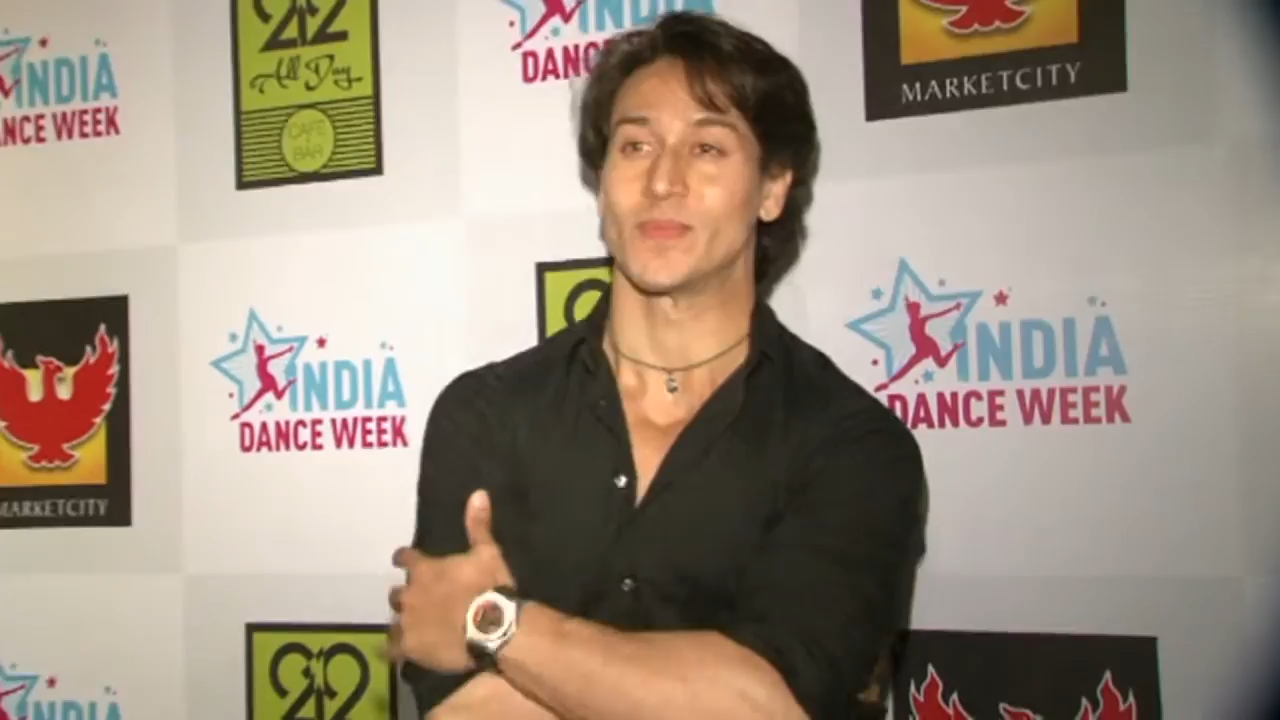 212
All Day
CAFE
BAR
INDIA
DANCE WEEK
INDIA
DANCE
MARKETCITY
MARKETCITY
INDIA
DANCE WEEK
INDIA
DANCE WEEK
212
INDIA